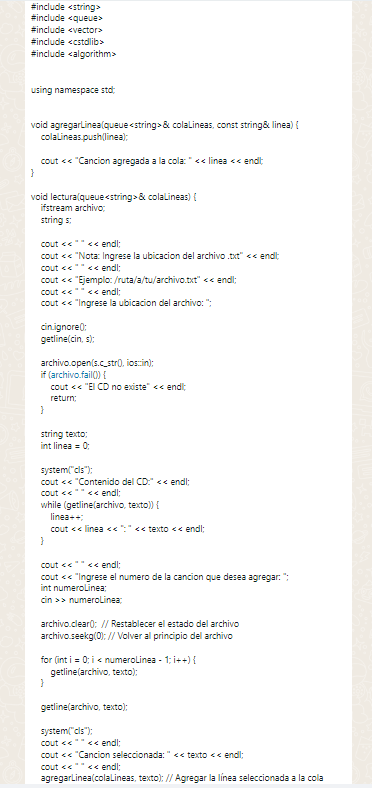 #include <string>
#include <queue>
#include <vector>
#include <cstdlib>
#include <algorithm>
using namespace std;
void agregarLinea(queue<string>& colaLineas, const string& linea) {
colaLineas.push(linea);
cout << "Cancion agregada a la cola: " << linea << endl;
}
void lectura(queue<string>& colaLineas) {
ifstream archivo;
string s;
cout << " " << endl;
cout << "Nota: Ingrese la ubicacion del archivo .txt" << endl;
cout << " " << endl;
cout << "Ejemplo: /ruta/a/tu/archivo.txt" << endl;
cout << " " << endl;
cout << "Ingrese la ubicacion del archivo: ";
cin.ignore();
getline(cin, s);
archivo.open(s.c_str(), ios::in);
if (archivo.fail()) {
cout << "El CD no existe" << endl;
return;
}
string texto;
int linea = 0;
system("cls");
cout << "Contenido del CD:" << endl;
cout << " " << endl;
while (getline(archivo, texto)) {
linea++;
cout << linea << ": " << texto << endl;
}
cout << " " << endl;
cout << "Ingrese el numero de la cancion que desea agregar: ";
int numeroLinea;
cin >> numeroLinea;
archivo.clear(); // Restablecer el estado del archivo
archivo.seekg(0); // Volver al principio del archivo
for (int i = 0; i < numeroLinea - 1; i++) {
getline(archivo, texto);
}
getline(archivo, texto);
system("cls");
cout << " " << endl;
cout << "Cancion seleccionada: " << texto << endl;
cout << " " << endl;
agregarLinea(colaLineas, texto); // Agregar la línea seleccionada a la cola